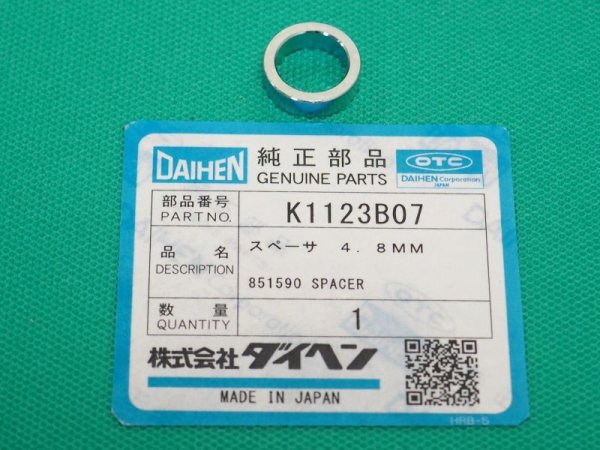 DAIHEN 純正部品 OTC
GENUINE PARTS DAIHEN Corporation
JAPAN
部品番号 K1123B07
PART NO.
品 名 スペーサ 4.8MM
DESCRIPTION 851590 SPACER
数 量 1
QUANTITY
株式会社 ダイヘン
MADE IN JAPAN
HRB-5